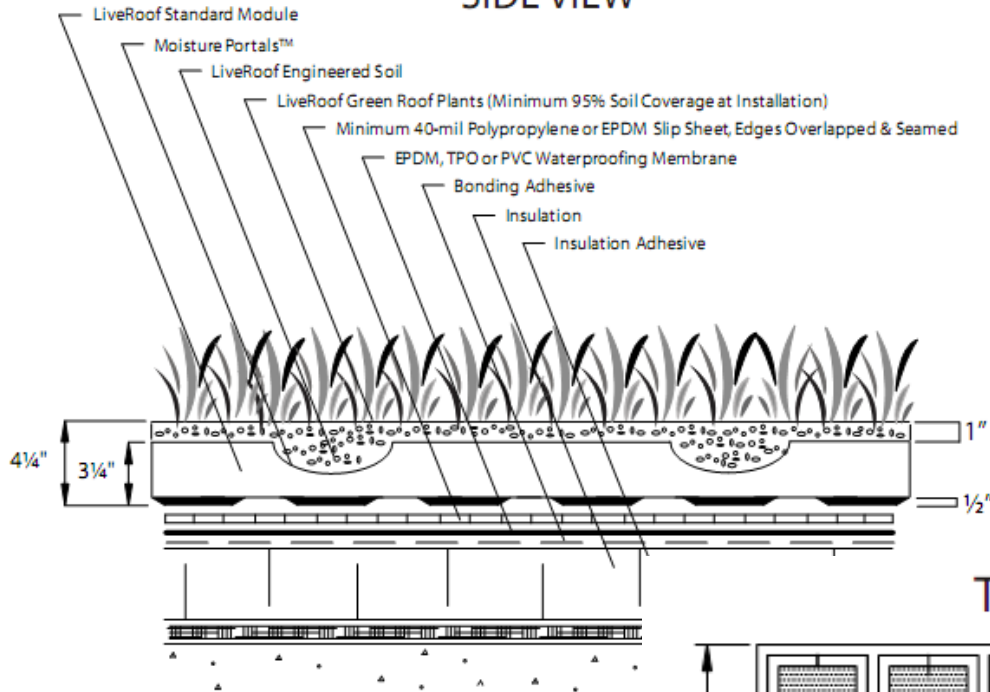 SIDE VIEW
LiveRoof Standard Module
Moisture Portals™
LiveRoof Engineered Soil
LiveRoof Green Roof Plants (Minimum 95% Soil Coverage at Installation)
Minimum 40-mil Polypropylene or EPDM Slip Sheet, Edges Overlapped & Seamed
EPDM, TPO or PVC Waterproofing Membrane
Bonding Adhesive
Insulation
Insulation Adhesive
4¼"
3¼"
1"
½"
T